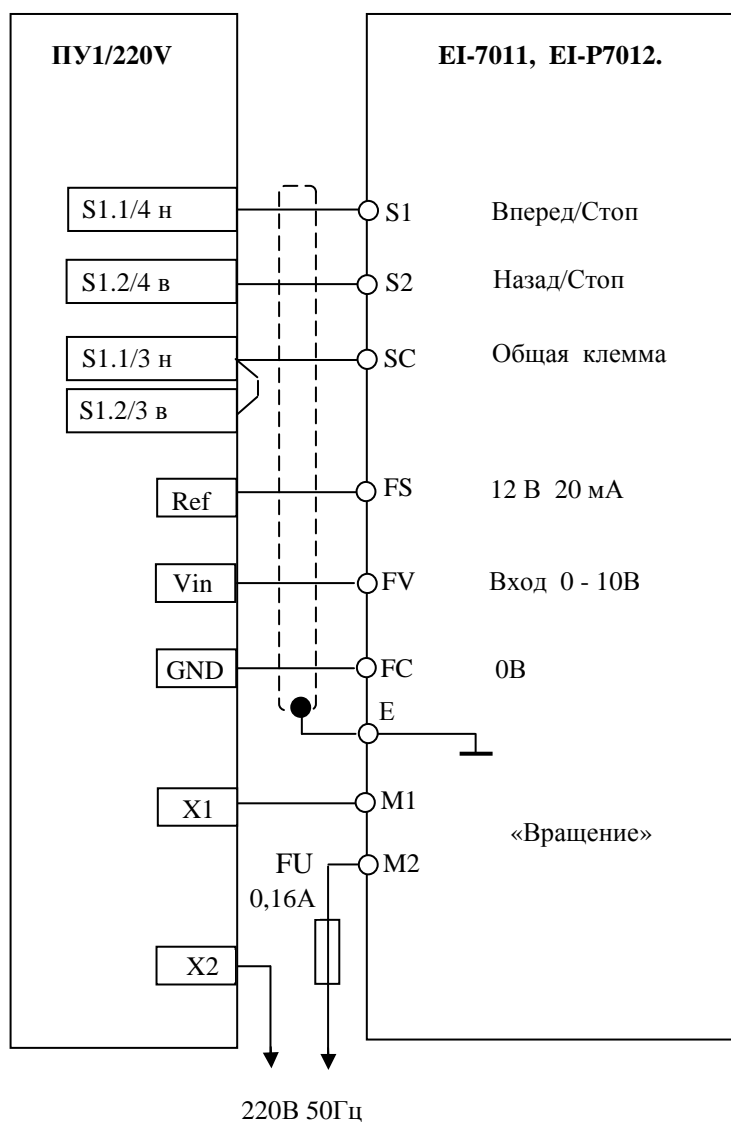 ПУ1/220V
EI-7011, EI-P7012.
S1.1/4 н
S1
Вперед/Стоп
S1.2/4 в
S2
Назад/Стоп
S1.1/3 н
SC
Общая клемма
S1.2/3 в
Ref
FS
12 В 20 мА
Vin
FV
Вход 0 - 10В
GND
FC
0В
E
X1
M1
«Вращение»
FU
M2
0,16А
X2
220В 50Гц